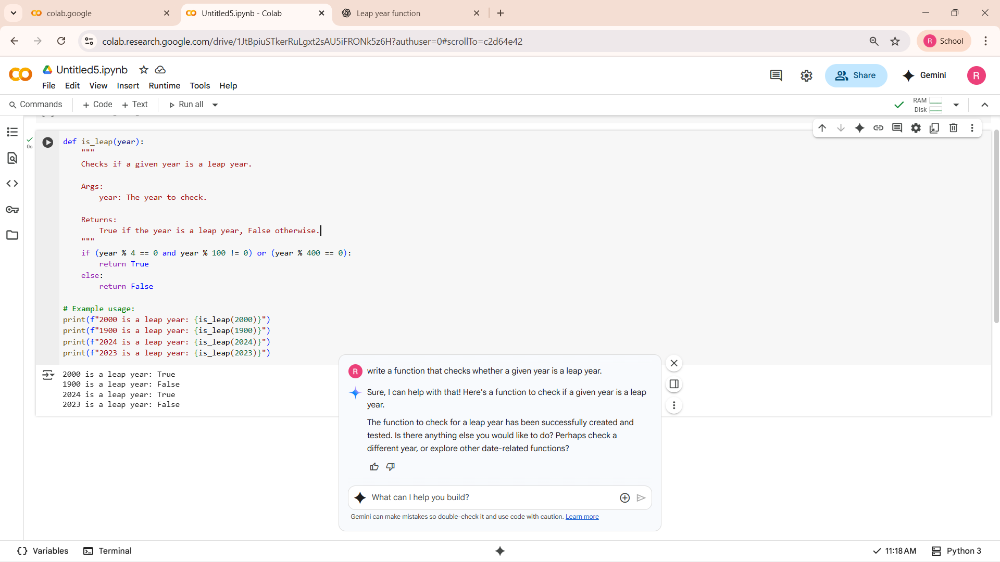 colab.google
Untitled5.ipynb - Colab
Leap year function
colab.research.google.com/drive/1JtBpiuSTkerRuLgxt2sAU5iFRONk5z6H?authuser=0#scrollTo=c2d64e42
R School
Untitled5.ipynb
File Edit View Insert Runtime Tools Help
Share
Gemini
R
Commands
+ Code + Text
Run all
RAM
Disk
0s
def is_leap(year):
"""
Checks if a given year is a leap year.
Args:
year: The year to check.
Returns:
True if the year is a leap year, False otherwise.
"""
if (year % 4 == 0 and year % 100 != 0) or (year % 400 == 0):
return True
else:
return False
# Example usage:
print(f"2000 is a leap year: {is_leap(2000)}")
print(f"1900 is a leap year: {is_leap(1900)}")
print(f"2024 is a leap year: {is_leap(2024)}")
print(f"2023 is a leap year: {is_leap(2023)}")
2000 is a leap year: True
1900 is a leap year: False
2024 is a leap year: True
2023 is a leap year: False
R write a function that checks whether a given year is a leap year.
Sure, I can help with that! Here's a function to check if a given year is a leap
year.
The function to check for a leap year has been successfully created and
tested. Is there anything else you would like to do? Perhaps check a
different year, or explore other date-related functions?
What can I help you build?
Gemini can make mistakes so double-check it and use code with caution. Learn more
Variables
Terminal
11:18 AM
Python 3